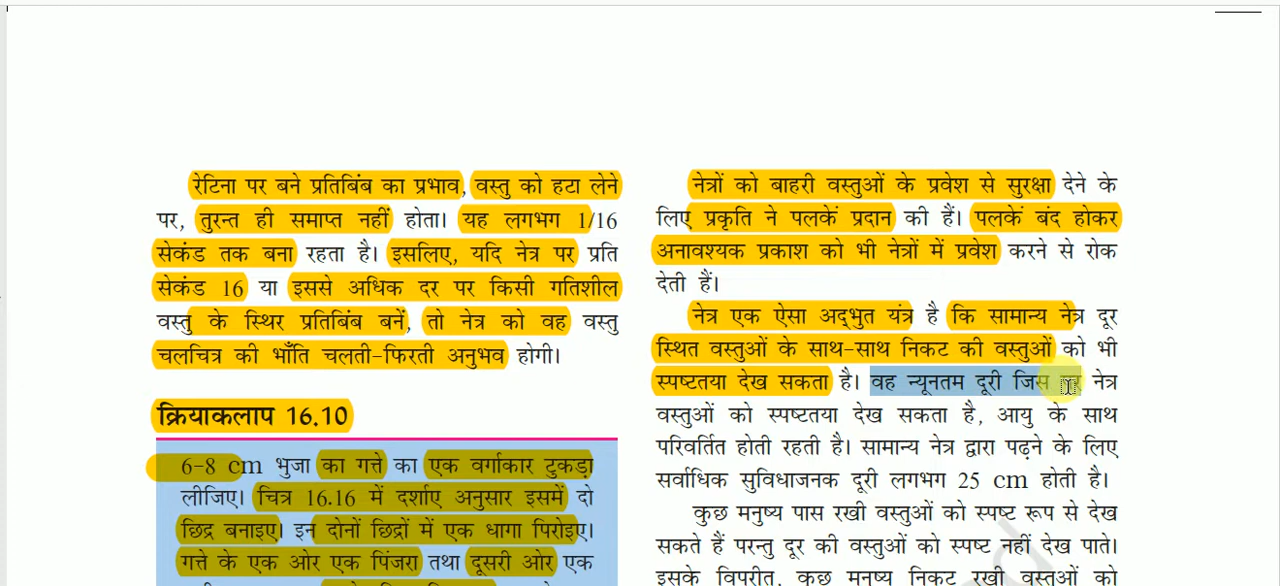 रेटिना पर बने प्रतिबिंब का प्रभाव, वस्तु को हटा लेने
पर, तुरन्त ही समाप्त नहीं होता। यह लगभग 1/16
सेकंड तक बना रहता है। इसलिए, यदि नेत्र पर प्रति
सेकंड 16 या इससे अधिक दर पर किसी गतिशील
वस्तु के स्थिर प्रतिबिंब बनें, तो नेत्र को वह वस्तु
चलचित्र की भाँति चलती-फिरती अनुभव होगी।
क्रियाकलाप 16.10
6-8 cm भुजा का गत्ते का एक वर्गाकार टुकड़ा
लीजिए। चित्र 16.16 में दर्शाए अनुसार इसमें दो
छिद्र बनाइए। इन दोनों छिद्रों में एक धागा पिरोइए।
गत्ते के एक ओर एक पिंजरा तथा दूसरी ओर एक
नेत्रों को बाहरी वस्तुओं के प्रवेश से सुरक्षा देने के
लिए प्रकृति ने पलकें प्रदान की हैं। पलकें बंद होकर
अनावश्यक प्रकाश को भी नेत्रों में प्रवेश करने से रोक
देती हैं।
नेत्र एक ऐसा अद्भुत यंत्र है कि सामान्य नेत्र दूर
स्थित वस्तुओं के साथ-साथ निकट की वस्तुओं को भी
स्पष्टतया देख सकता है। वह न्यूनतम दूरी जिस पर नेत्र
वस्तुओं को स्पष्टतया देख सकता है, आयु के साथ
परिवर्तित होती रहती है। सामान्य नेत्र द्वारा पढ़ने के लिए
सर्वाधिक सुविधाजनक दूरी लगभग 25 cm होती है।
कुछ मनुष्य पास रखी वस्तुओं को स्पष्ट रूप से देख
सकते हैं परन्तु दूर की वस्तुओं को स्पष्ट नहीं देख पाते।
इसके विपरीत, कुछ मनुष्य निकट रखी वस्तुओं को